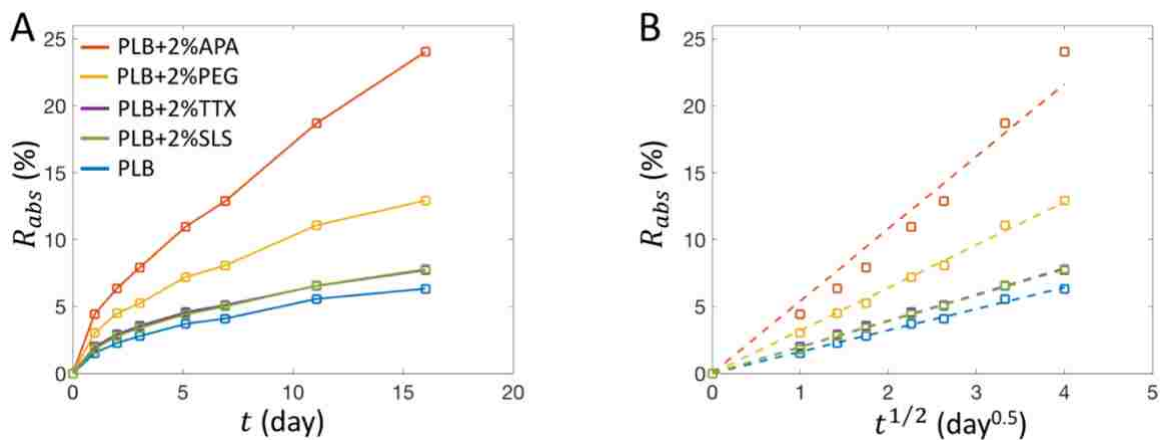 A
25
20
15
10
5
0
R_abs (%)
PLB+2%APA
PLB+2%PEG
PLB+2%TTX
PLB+2%SLS
PLB
0 5 10 15 20
t (day)
B
25
20
15
10
5
0
R_abs (%)
0 1 2 3 4 5
t^1/2 (day^0.5)